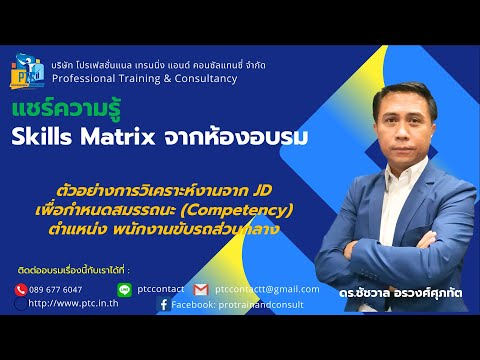 บริษัท โปรเฟสชั่นแนล เทรนนิ่ง แอนด์ คอนซัลแทนซี่ จำกัด
Professional Training & Consultancy
แชร์ความรู้
Skills Matrix จากห้องอบรม
ตัวอย่างการวิเคราะห์งานจาก JD
เพื่อกำหนดสมรรถนะ (Competency)
ตำแหน่ง พนักงานขับรถส่วนกลาง
ติดต่ออบรมเรื่องนี้กับเราได้ที่ :
089 677 6047 ptccontact ptccontactt@gmail.com
http://www.ptc.in.th Facebook: protrainandconsult
ดร.ชัชวาล อรวงศ์ศุภทัต